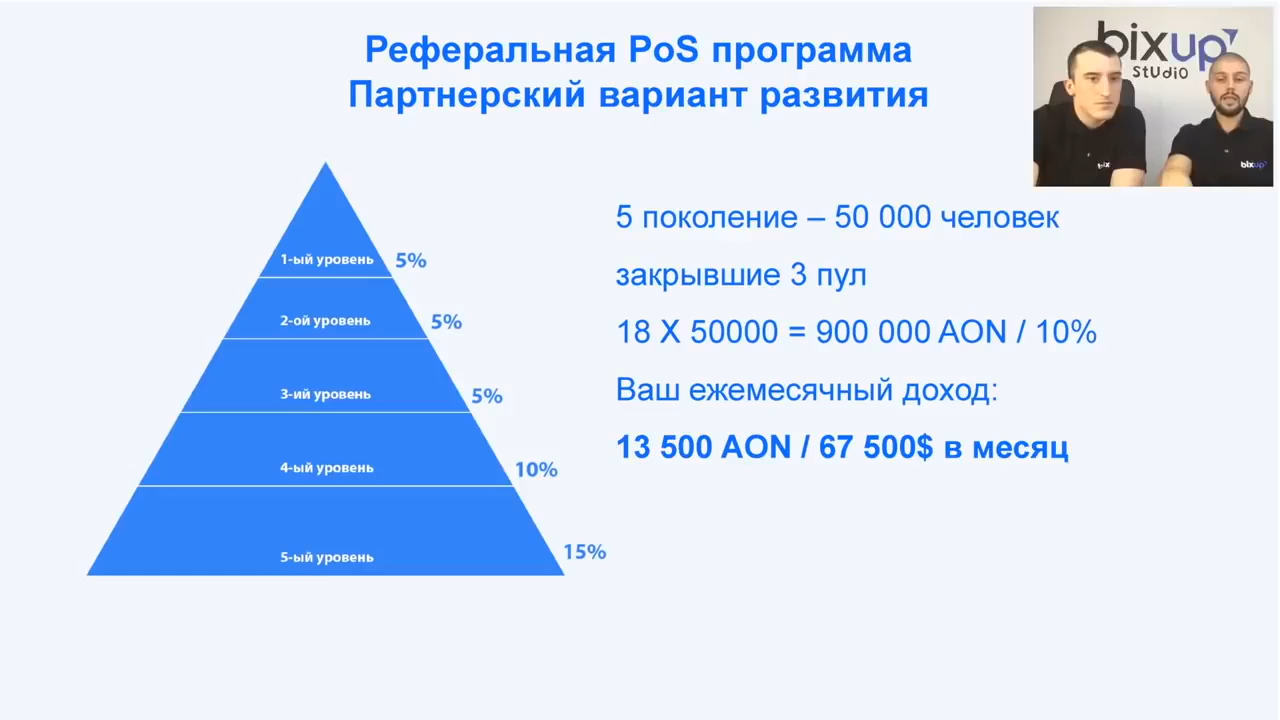 Реферальная PoS программа
Партнерский вариант развития
bixup
studio
bixup
1-ый уровень 5%
2-ой уровень 5%
3-ий уровень 5%
4-ый уровень 10%
5-ый уровень 15%
5 поколение – 50 000 человек
закрывшие 3 пул
18 X 50000 = 900 000 AON / 10%
Ваш ежемесячный доход:
13 500 AON / 67 500$ в месяц